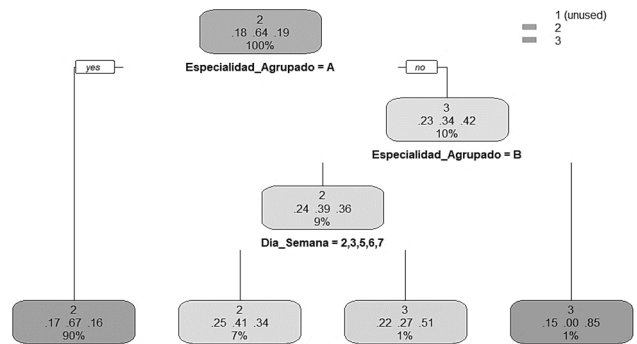 2
.18 .64 .19
100%
1 (unused)
2
3
yes
Especialidad_Agrupado = A
no
3
.23 .34 .42
10%
Especialidad_Agrupado = B
2
.24 .39 .36
9%
Dia_Semana = 2,3,5,6,7
2
.17 .67 .16
90%
2
.25 .41 .34
7%
3
.22 .27 .51
1%
3
.15 .00 .85
1%